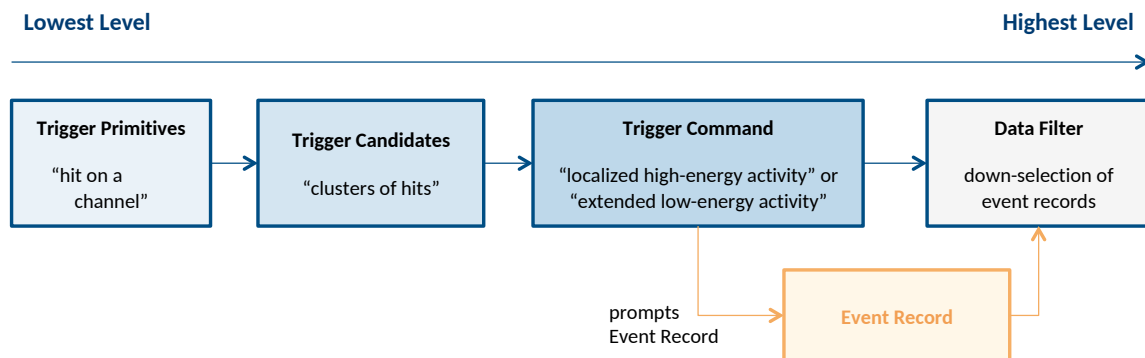 Lowest Level
Highest Level
Trigger Primitives
“hit on a
channel”
Trigger Candidates
“clusters of hits”
Trigger Command
“localized high-energy activity” or
“extended low-energy activity”
Data Filter
down-selection of
event records
prompts
Event Record
Event Record